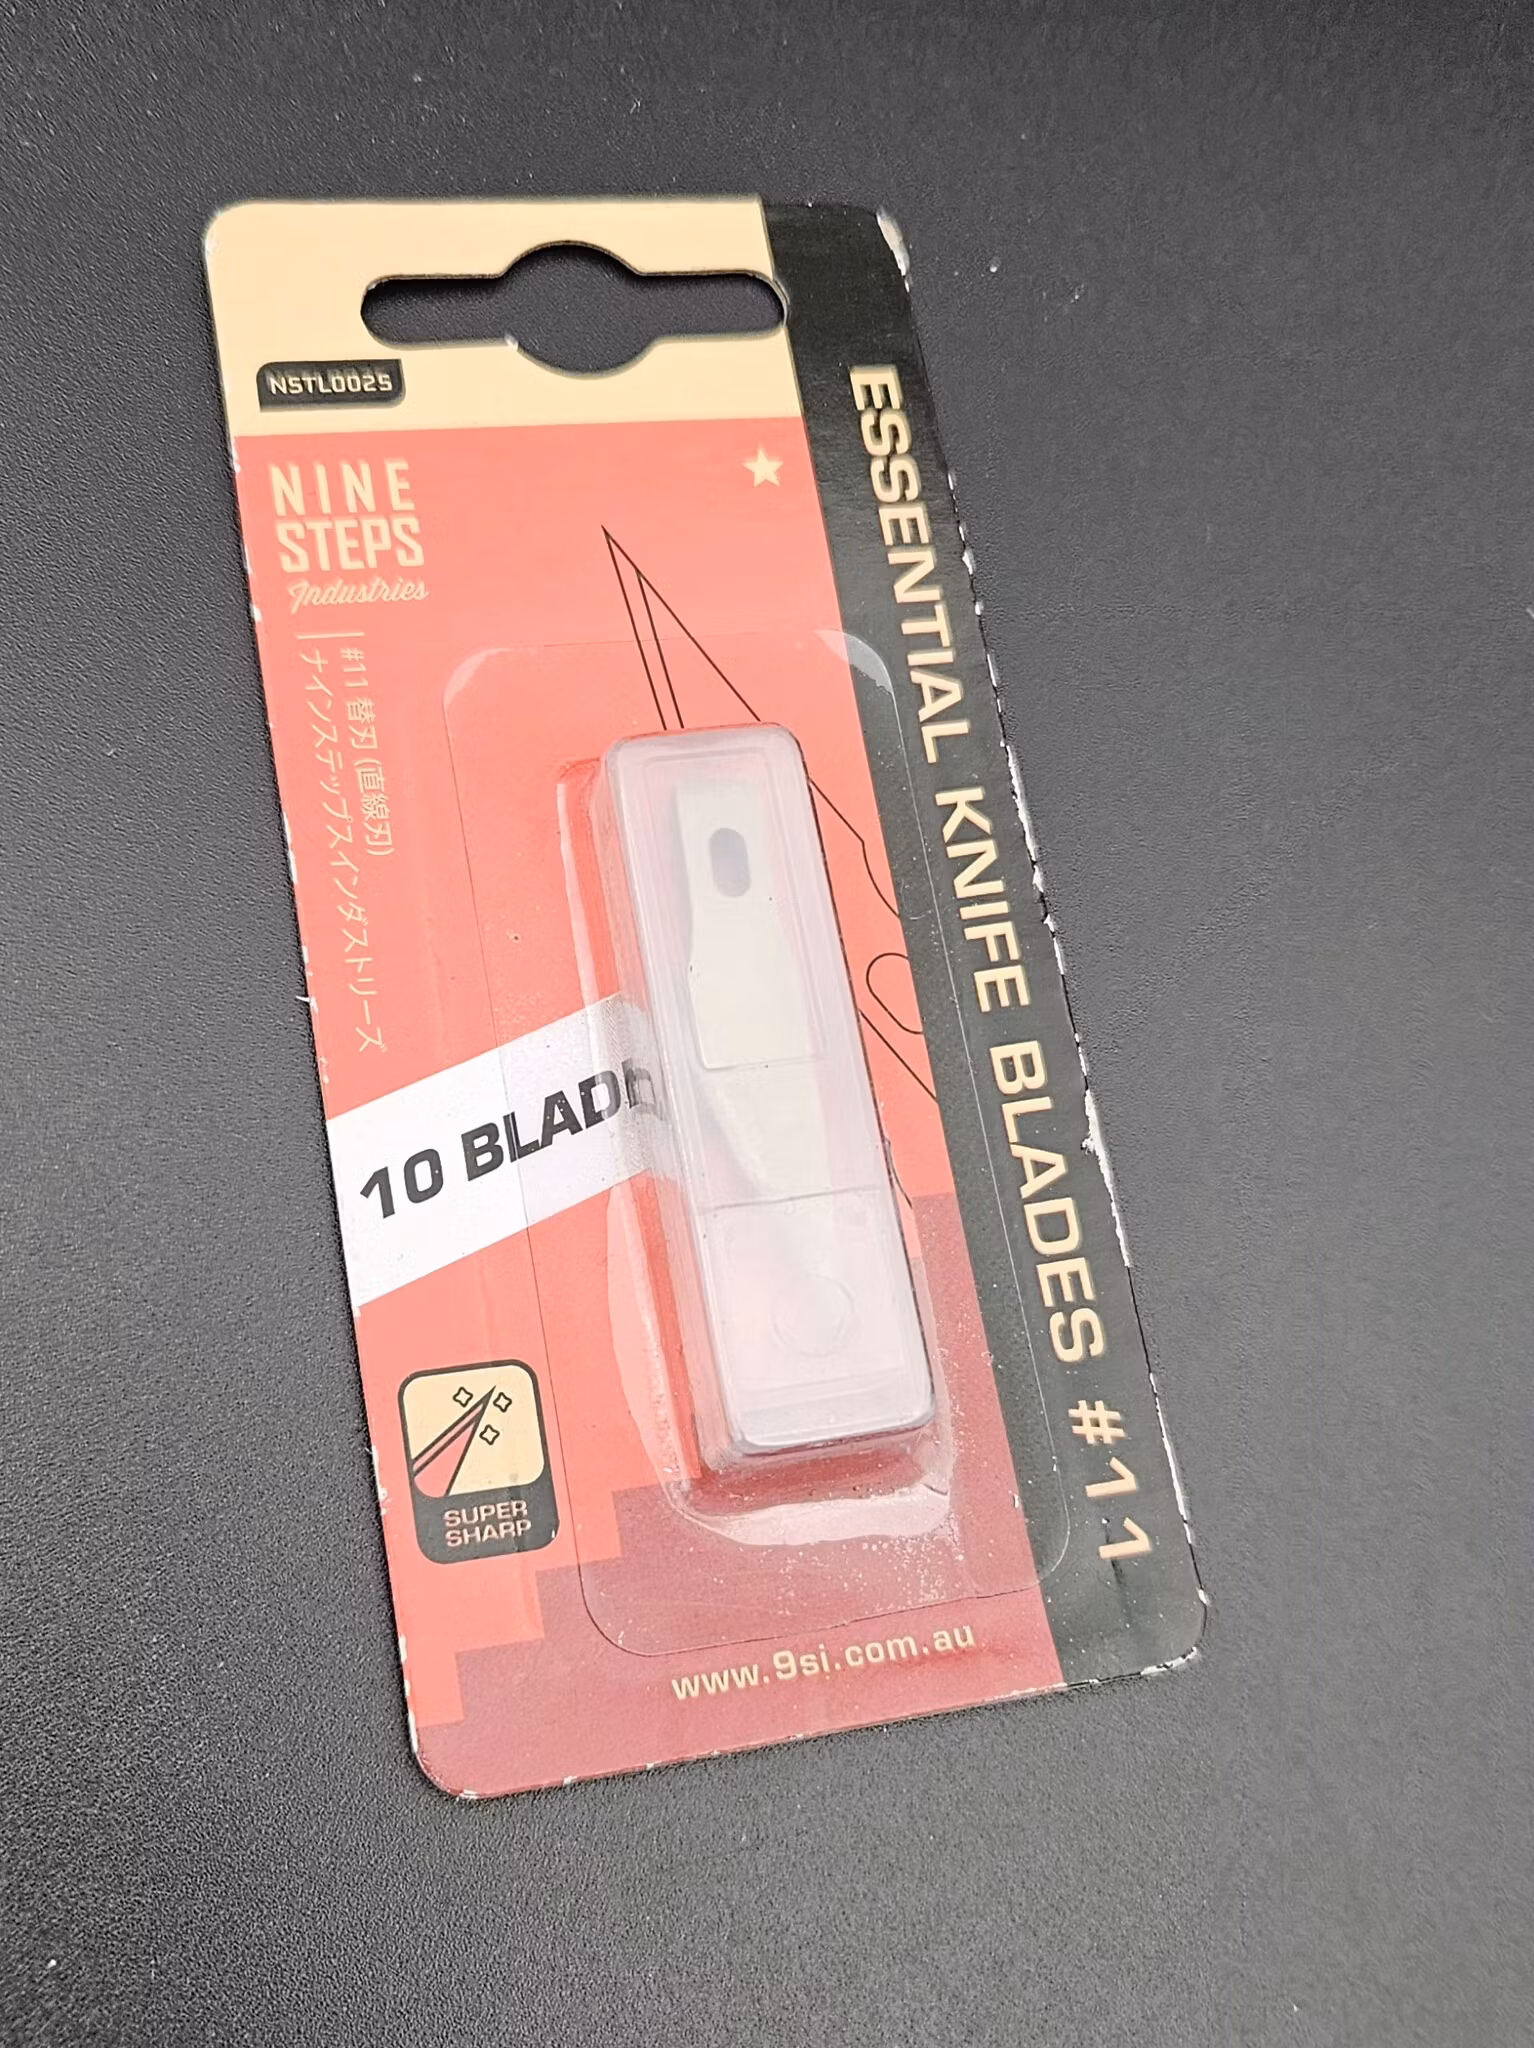 NSTL0025
NINE
STEPS
Industries
#11 替刃 (直線刃)
ナインステップスインダストリーズ
ESSENTIAL KNIFE BLADES #11
10
SUPER
SHARP
www.9si.com.au